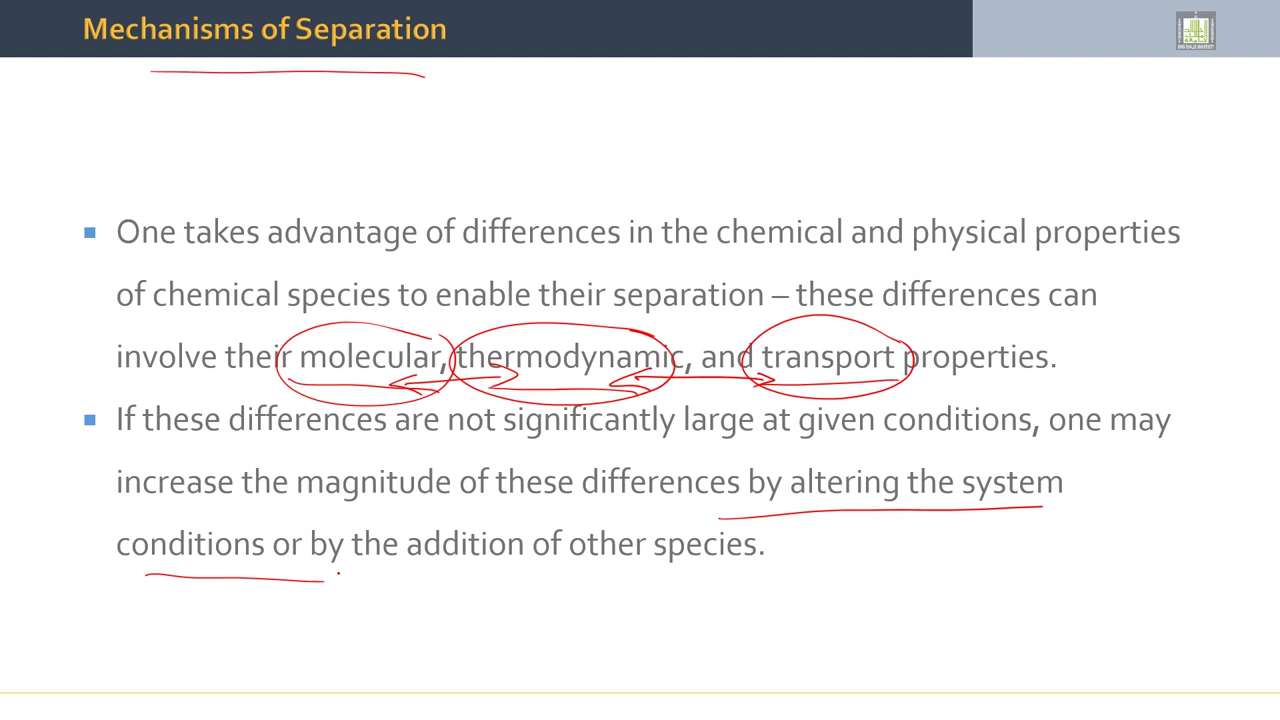 Mechanisms of Separation
One takes advantage of differences in the chemical and physical properties
of chemical species to enable their separation – these differences can
involve their molecular, thermodynamic, and transport properties.
If these differences are not significantly large at given conditions, one may
increase the magnitude of these differences by altering the system
conditions or by the addition of other species.